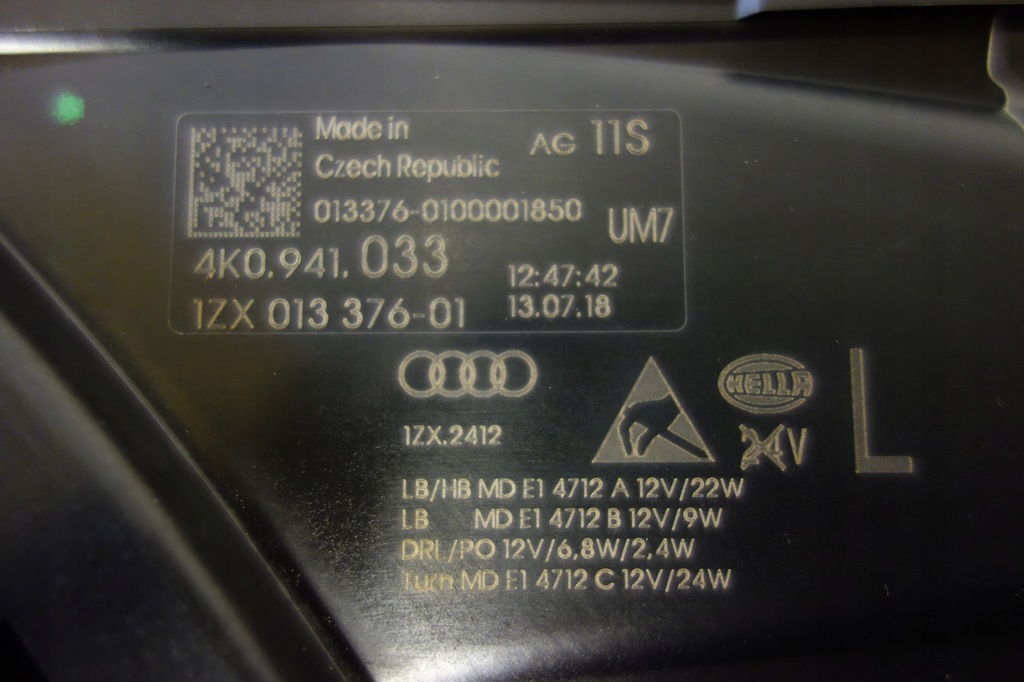 Made in
Czech Republic
AG 11S
013376-0100001850
UM7
4K0.941.033
12:47:42
1ZX 013 376-01
13.07.18
HELLA
1ZX.2412
24V
L
LB/HB MD E1 4712 A 12V/22W
LB MD E1 4712 B 12V/9W
DRL/PO 12V/6,8W/2,4W
Turn MD E1 4712 C 12V/24W